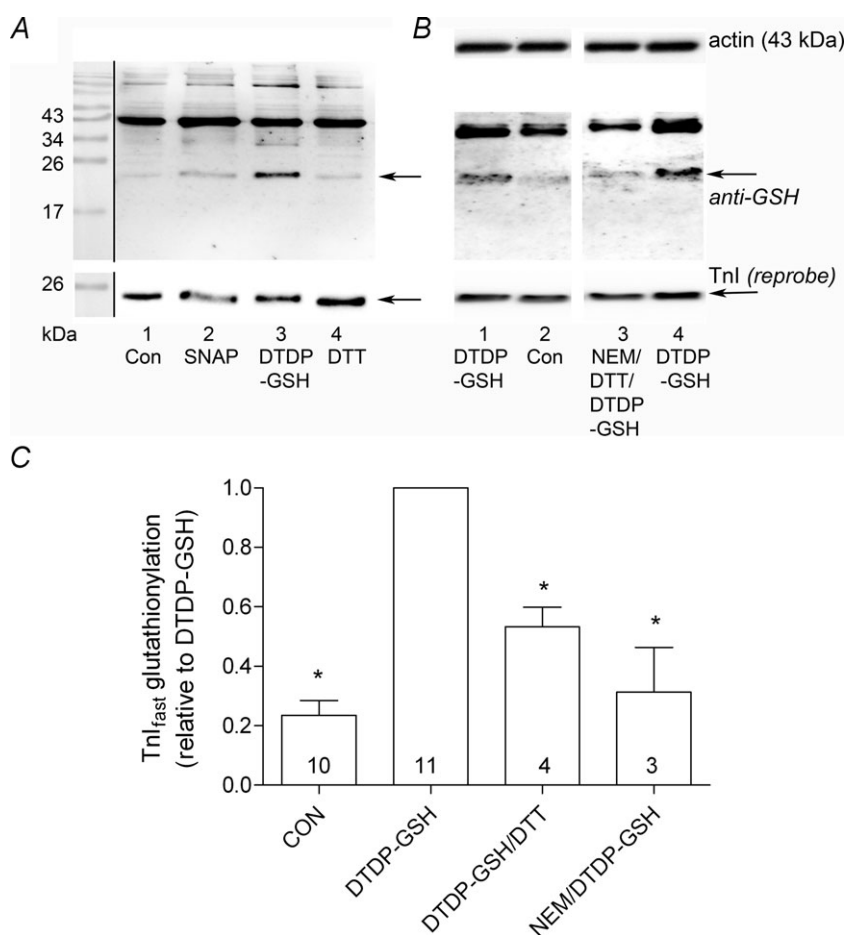 A
43
34
26
17
26
kDa
1 2 3 4
Con SNAP DTDP DTT
-GSH
B
actin (43 kDa)
anti-GSH
TnI (reprobe)
1 2 3 4
DTDP Con NEM/ DTDP
-GSH DTT/ -GSH
DTDP
-GSH
C
TnIfast glutathionylation
(relative to DTDP-GSH)
1.0
0.8
0.6
0.4
0.2
0.0
* * *
10 11 4 3
CON
DTDP-GSH
DTDP-GSH/DTT
NEM/DTDP-GSH